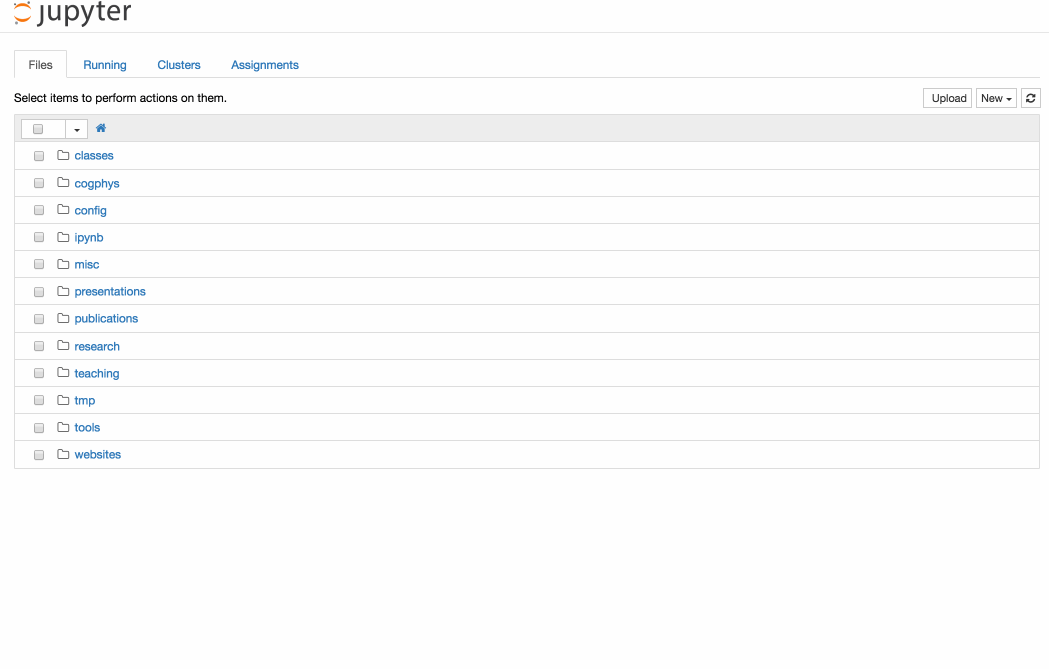 jupyter
Files Running Clusters Assignments
Select items to perform actions on them.
Upload New
classes
cogphys
config
ipynb
misc
presentations
publications
research
teaching
tmp
tools
websites